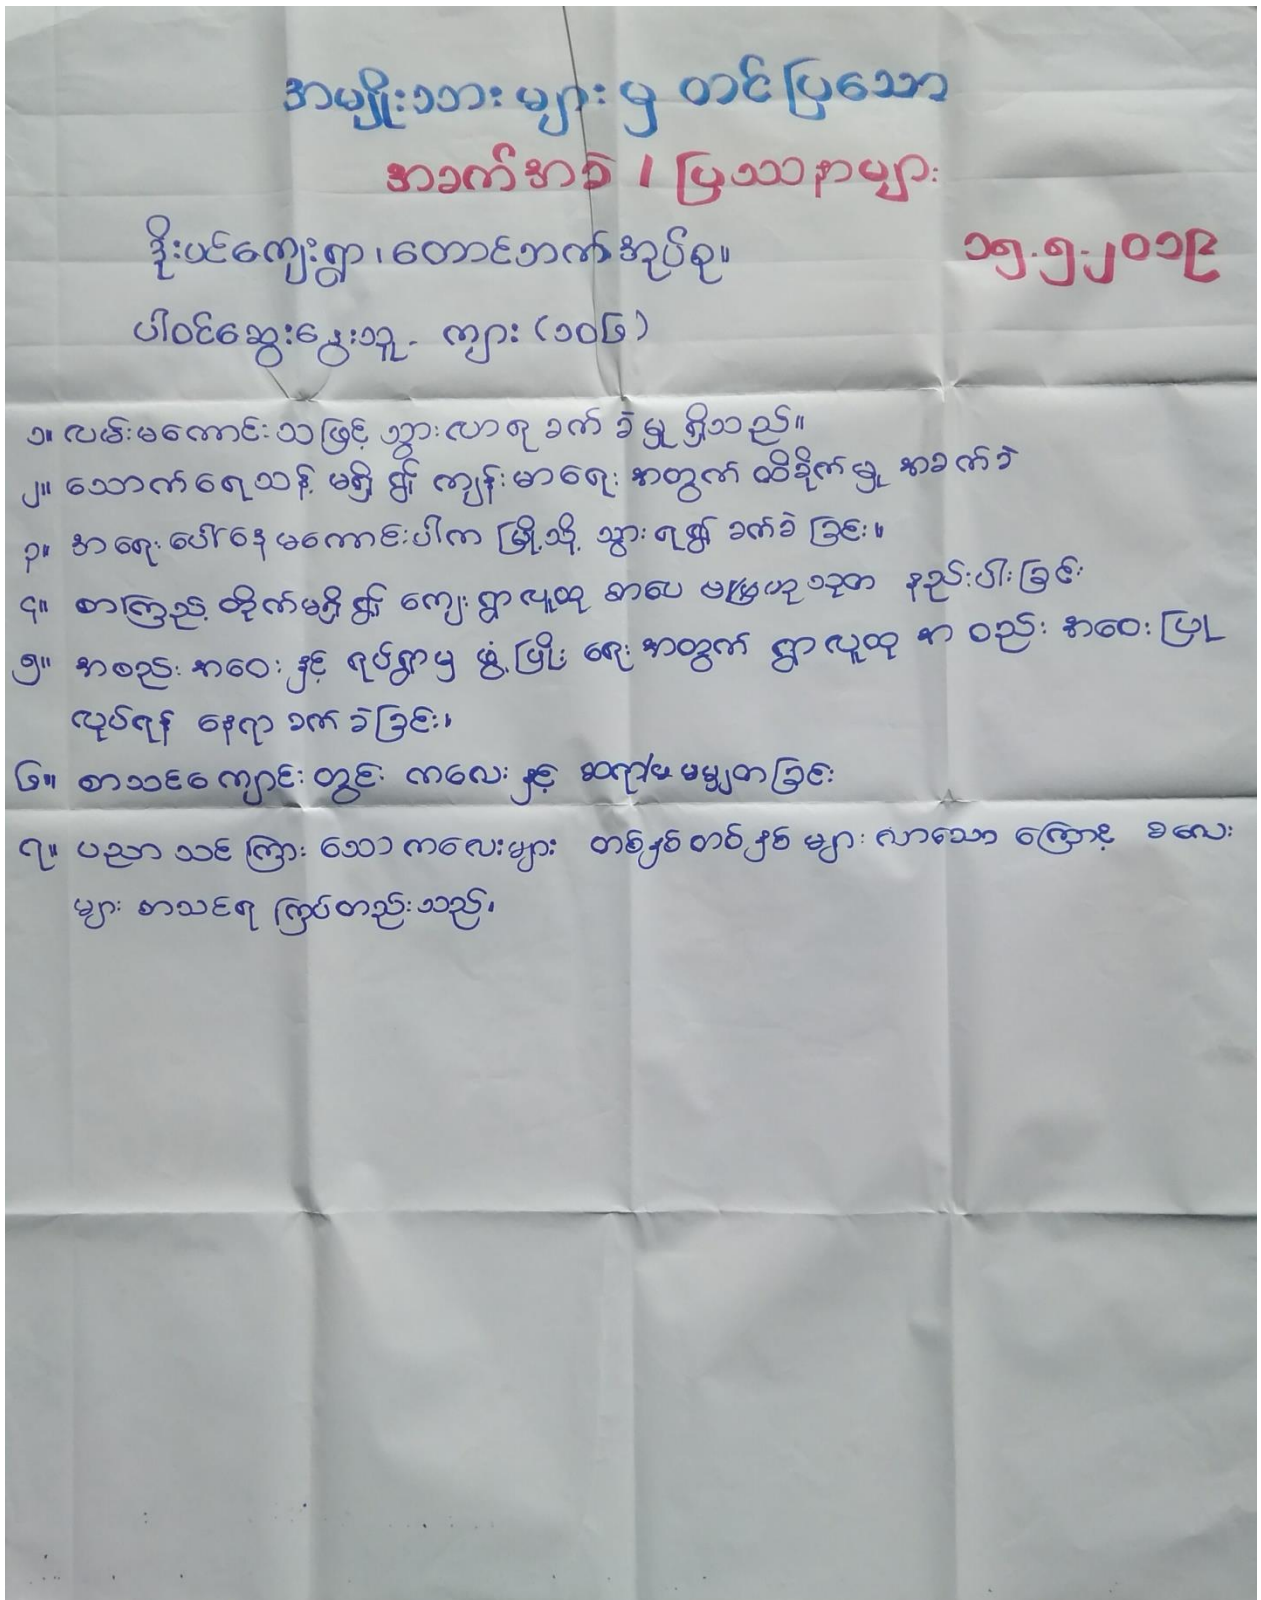 အမျိုးသားများမှ တင်ပြသော
အခက်အခဲ / ပြဿနာများ
ဒိုးပင်ကျေးရွာ၊ တောင်ဘက်အုပ်စု။ ၁၅.၅.၂၀၁၉
ပါဝင်ဆွေးနွေးသူ - ကျား (၁၀၆)
၁။ လမ်းမကောင်းသဖြင့် သွားလာရ ခက်ခဲမှု ရှိသည်။
၂။ သောက်ရေသန့် မရှိ၍ ကျန်းမာရေး အတွက် ထိခိုက်မှု အခက်ခဲ
၃။ အရေးပေါ်နေမကောင်းပါက မြို့သို့ သွားရ၍ ခက်ခဲခြင်း။
၄။ စာကြည့်တိုက်မရှိ၍ ကျေးရွာလူထု စာပေ ဗဟုသုတ နည်းပါးခြင်း
၅။ အစည်းအဝေးနှင့် ရပ်ရွာမှ ဖွံ့ဖြိုးရေးအတွက် ရွာလူထု အစည်းအဝေးပြု
လုပ်ရန် နေရာ ခက်ခဲခြင်း၊
၆။ စာသင်ကျောင်းတွင်း ကလေးနှင့် ဆရာ/မ မမျှတခြင်း
၇။ ပညာသင်ကြားသောကလေးများ တစ်နှစ်တစ်နှစ်များလာသောကြောင့် ခလေး
များ စာသင်ရ ကြပ်တည်းသည်၊